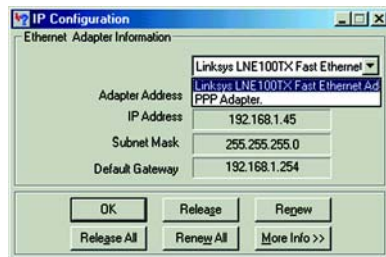 IP Configuration
Ethernet Adapter Information
Linksys LNE100TX Fast Ethernet
Linksys LNE100TX Fast Ethernet Ad
PPP Adapter.
Adapter Address
IP Address 192.168.1.45
Subnet Mask 255.255.255.0
Default Gateway 192.168.1.254
OK Release Renew
Release All Renew All More Info >>